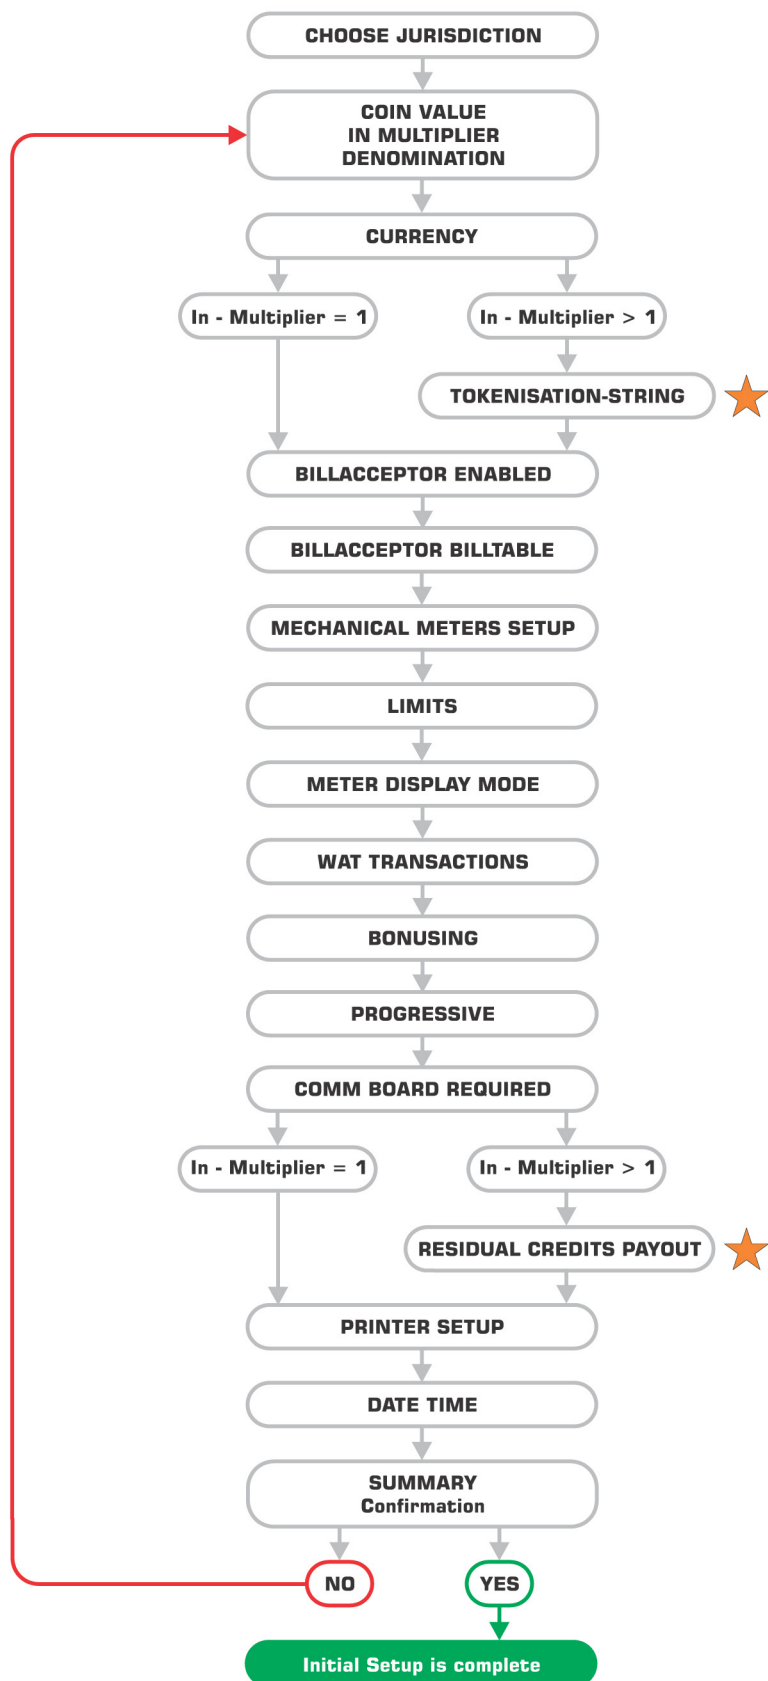 CHOOSE JURISDICTION
COIN VALUE
IN MULTIPLIER
DENOMINATION
CURRENCY
In - Multiplier = 1
In - Multiplier > 1
TOKENISATION-STRING
BILLACCEPTOR ENABLED
BILLACCEPTOR BILLTABLE
MECHANICAL METERS SETUP
LIMITS
METER DISPLAY MODE
WAT TRANSACTIONS
BONUSING
PROGRESSIVE
COMM BOARD REQUIRED
In - Multiplier = 1
In - Multiplier > 1
RESIDUAL CREDITS PAYOUT
PRINTER SETUP
DATE TIME
SUMMARY
Confirmation
NO
YES
Initial Setup is complete